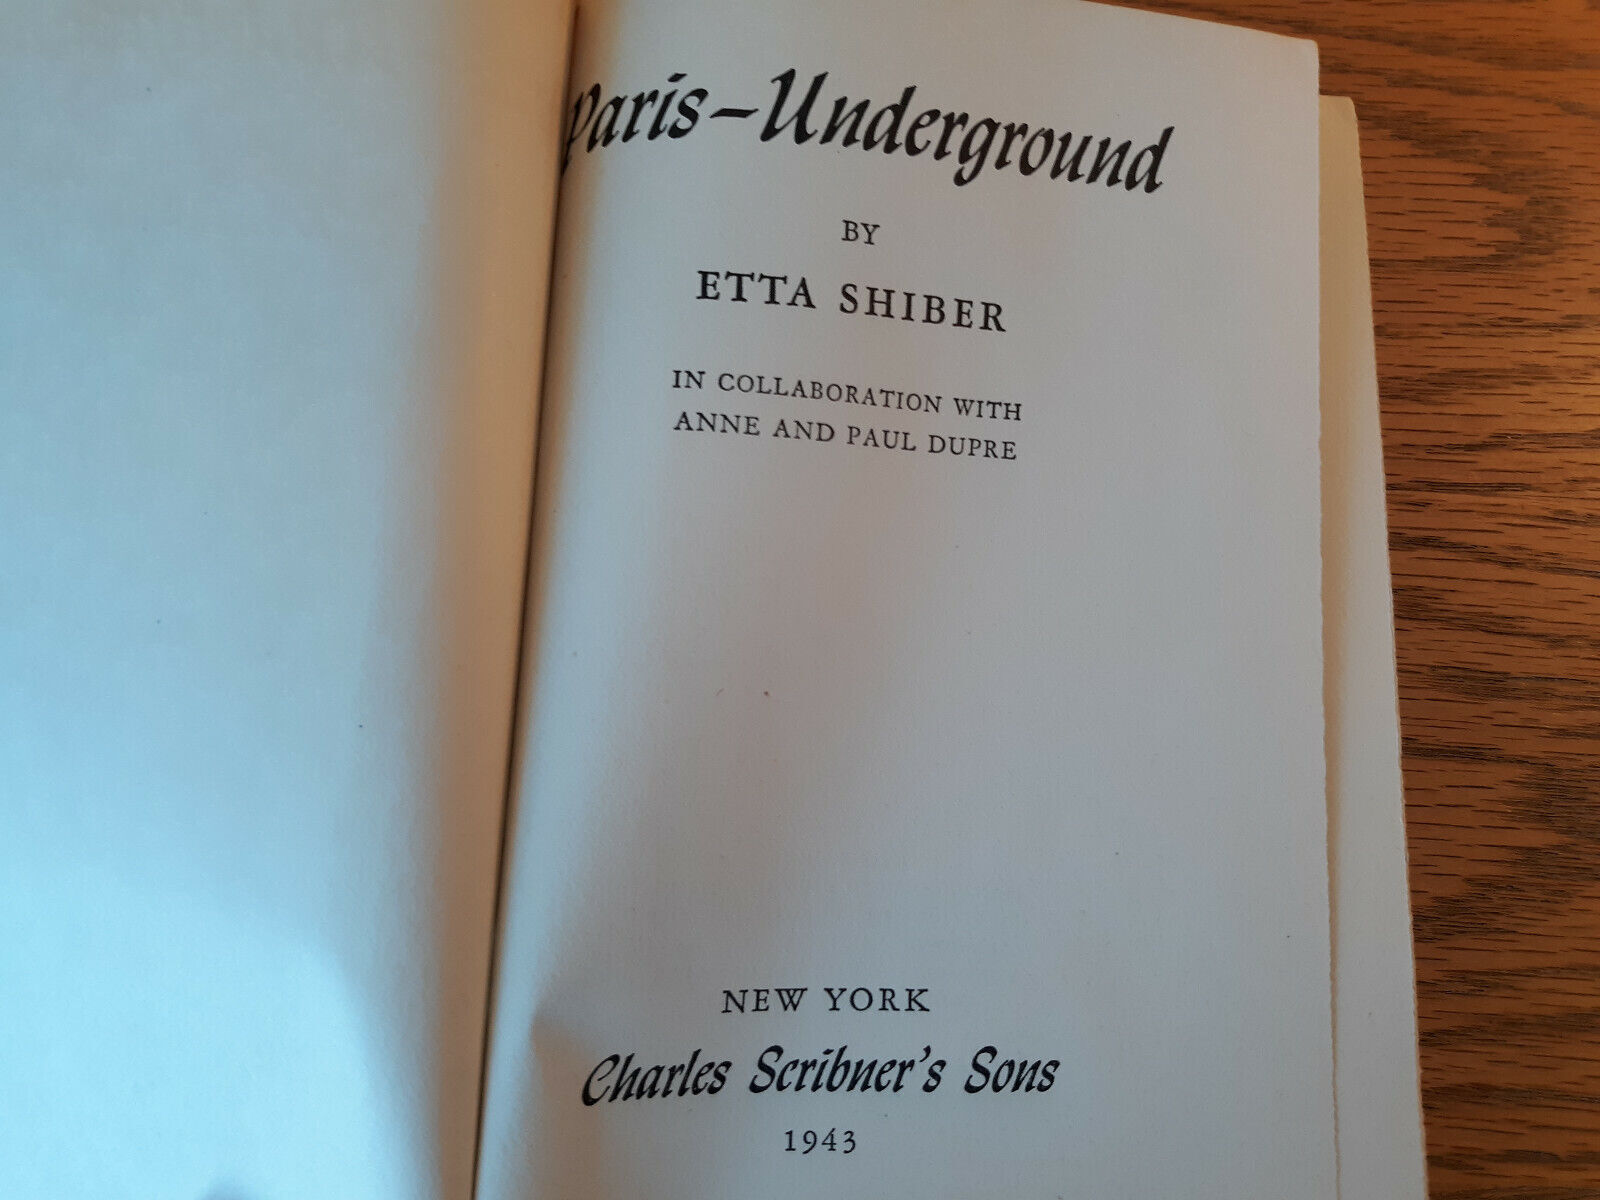 Paris–Underground
BY
ETTA SHIBER
IN COLLABORATION WITH
ANNE AND PAUL DUPRE
NEW YORK
Charles Scribner's Sons
1943